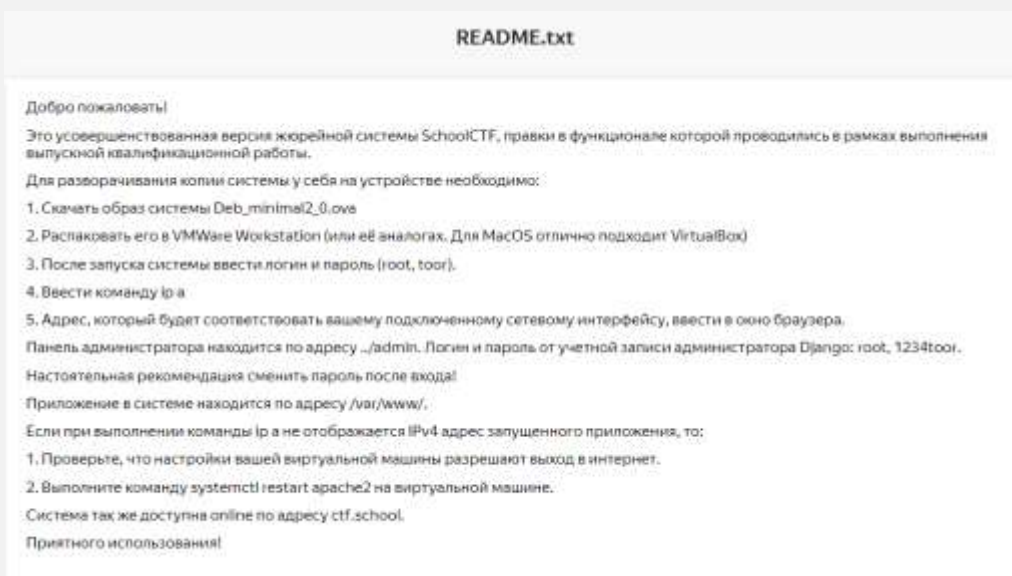 README.txt
Добро пожаловать!
Это усовершенствованная версия жюрейной системы SchoolCTF, правки в функционале которой проводились в рамках выполнения
выпускной квалификационной работы.
Для разворачивания копии системы у себя на устройстве необходимо:
1. Скачать образ системы Deb_minimal2_0.ova
2. Распаковать его в VMWare Workstation (или её аналогах. Для MacOS отлично подходит VirtualBox)
3. После запуска системы ввести логин и пароль (root, toor).
4. Ввести команду ip a
5. Адрес, который будет соответствовать вашему подключенному сетевому интерфейсу, ввести в окно браузера.
Панель администратора находится по адресу ../admin. Логин и пароль от учетной записи администратора Django: root, 1234toor.
Настоятельная рекомендация сменить пароль после входа!
Приложение в системе находится по адресу /var/www/.
Если при выполнении команды ip a не отображается IPv4 адрес запущенного приложения, то:
1. Проверьте, что настройки вашей виртуальной машины разрешают выход в интернет.
2. Выполните команду systemctl restart apache2 на виртуальной машине.
Система так же доступна online по адресу ctf.school.
Приятного использования!